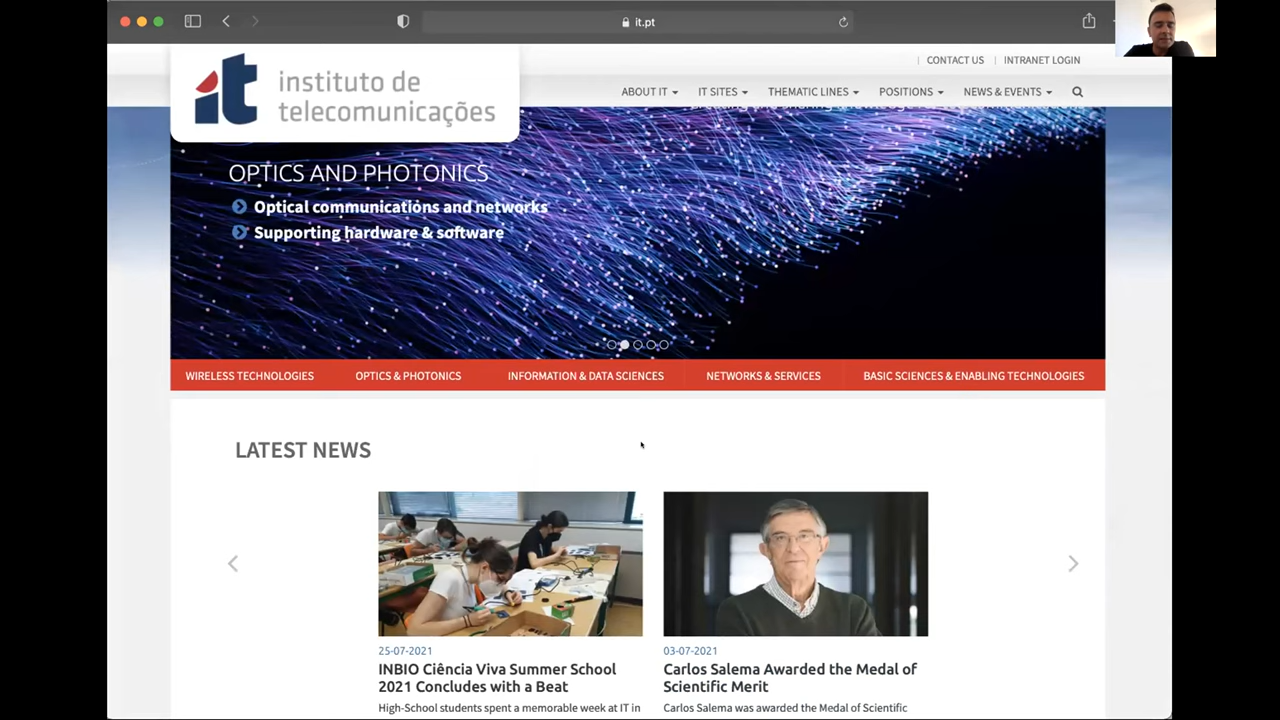 it.pt
CONTACT US
INTRANET LOGIN
it instituto de
telecomunicações
ABOUT IT
IT SITES
THEMATIC LINES
POSITIONS
NEWS & EVENTS
OPTICS AND PHOTONICS
Optical communications and networks
Supporting hardware & software
WIRELESS TECHNOLOGIES
OPTICS & PHOTONICS
INFORMATION & DATA SCIENCES
NETWORKS & SERVICES
BASIC SCIENCES & ENABLING TECHNOLOGIES
LATEST NEWS
25-07-2021
INBIO Ciência Viva Summer School
2021 Concludes with a Beat
High-School students spent a memorable week at IT in
03-07-2021
Carlos Salema Awarded the Medal of
Scientific Merit
Carlos Salema was awarded the Medal of Scientific